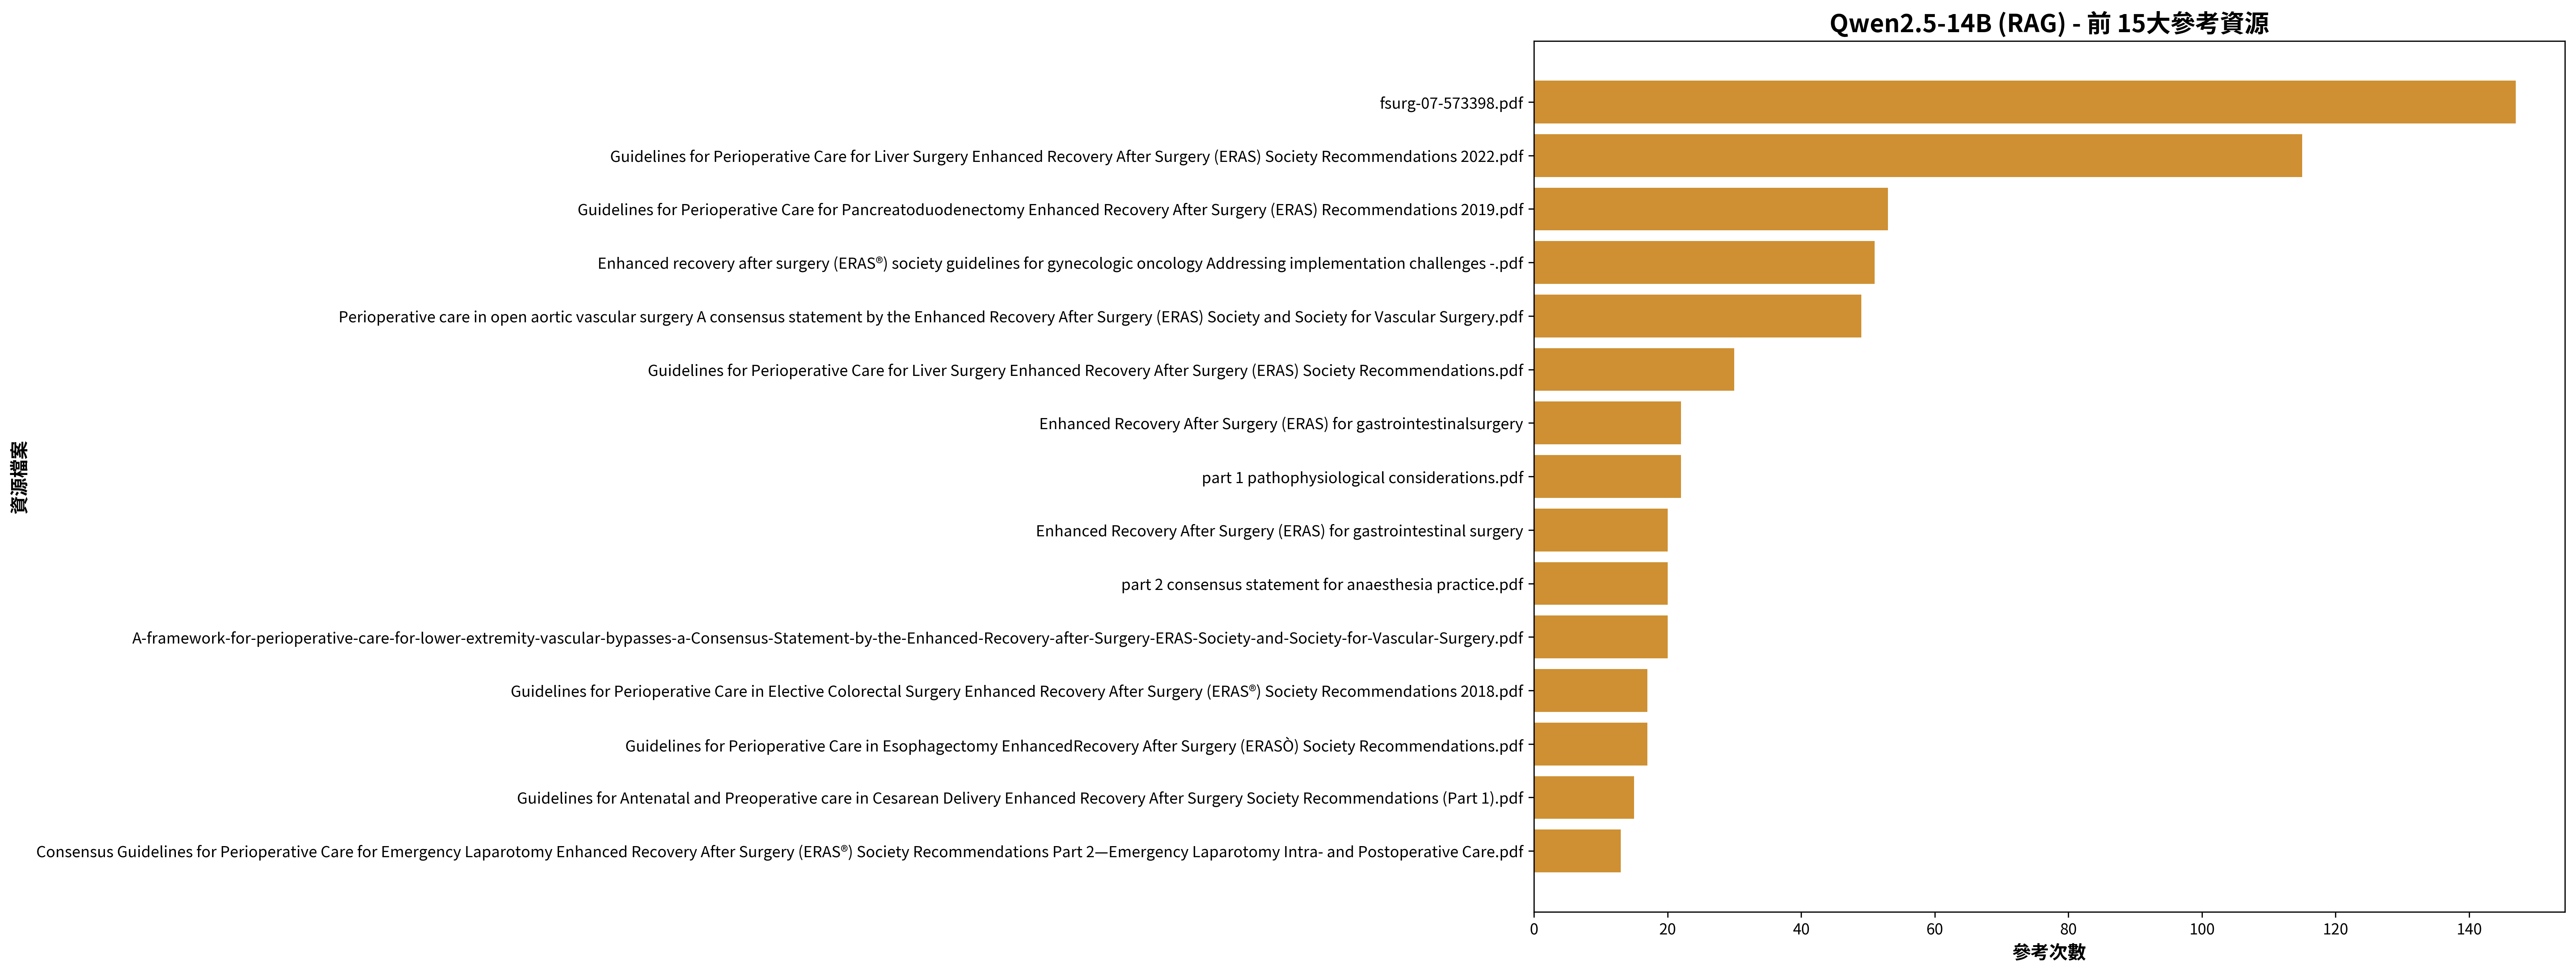 Qwen2.5-14B (RAG) - 前 15大參考資源
資源檔案
fsurg-07-573398.pdf
Guidelines for Perioperative Care for Liver Surgery Enhanced Recovery After Surgery (ERAS) Society Recommendations 2022.pdf
Guidelines for Perioperative Care for Pancreatoduodenectomy Enhanced Recovery After Surgery (ERAS) Recommendations 2019.pdf
Enhanced recovery after surgery (ERAS®) society guidelines for gynecologic oncology Addressing implementation challenges -.pdf
Perioperative care in open aortic vascular surgery A consensus statement by the Enhanced Recovery After Surgery (ERAS) Society and Society for Vascular Surgery.pdf
Guidelines for Perioperative Care for Liver Surgery Enhanced Recovery After Surgery (ERAS) Society Recommendations.pdf
Enhanced Recovery After Surgery (ERAS) for gastrointestinalsurgery
part 1 pathophysiological considerations.pdf
Enhanced Recovery After Surgery (ERAS) for gastrointestinal surgery
part 2 consensus statement for anaesthesia practice.pdf
A-framework-for-perioperative-care-for-lower-extremity-vascular-bypasses-a-Consensus-Statement-by-the-Enhanced-Recovery-after-Surgery-ERAS-Society-and-Society-for-Vascular-Surgery.pdf
Guidelines for Perioperative Care in Elective Colorectal Surgery Enhanced Recovery After Surgery (ERAS®) Society Recommendations 2018.pdf
Guidelines for Perioperative Care in Esophagectomy EnhancedRecovery After Surgery (ERASÒ) Society Recommendations.pdf
Guidelines for Antenatal and Preoperative care in Cesarean Delivery Enhanced Recovery After Surgery Society Recommendations (Part 1).pdf
Consensus Guidelines for Perioperative Care for Emergency Laparotomy Enhanced Recovery After Surgery (ERAS®) Society Recommendations Part 2—Emergency Laparotomy Intra- and Postoperative Care.pdf
0 20 40 60 80 100 120 140
參考次數